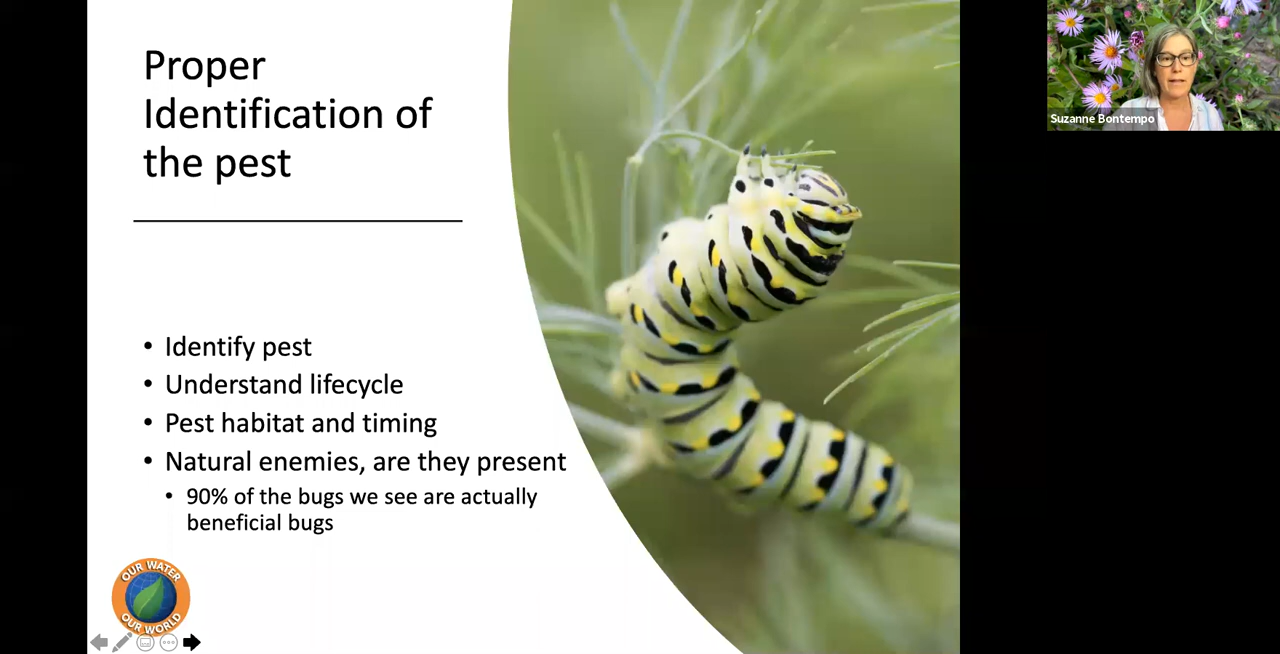 Proper
Identification of
the pest
• Identify pest
• Understand lifecycle
• Pest habitat and timing
• Natural enemies, are they present
• 90% of the bugs we see are actually
beneficial bugs
OUR WATER
OUR WORLD
Suzanne Bontempo